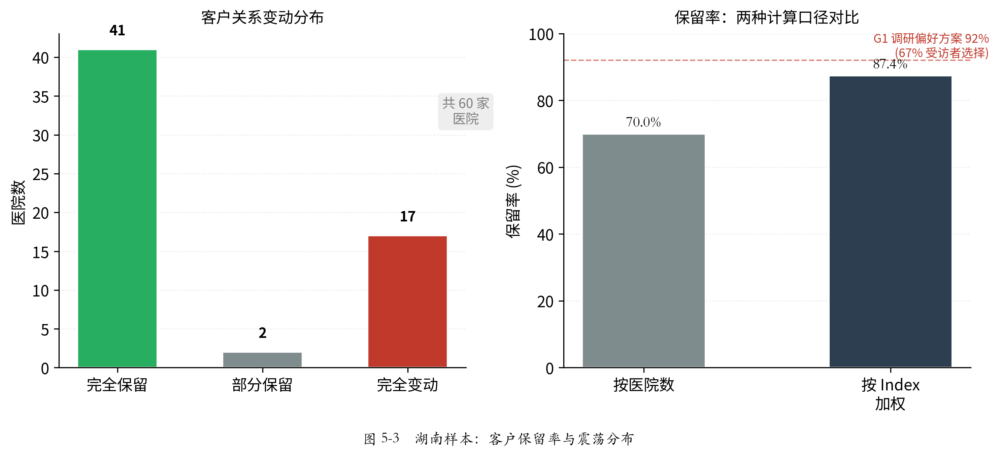 客户关系变动分布
41
40
35
30
25
20
15
10
5
0
医院数
共 60 家
医院
17
2
完全保留
部分保留
完全变动
保留率：两种计算口径对比
100
80
60
40
20
0
保留率 (%)
G1 调研偏好方案 92%
(67% 受访者选择)
87.4%
70.0%
按医院数
按 Index
加权
图 5-3 湖南样本：客户保留率与震荡分布